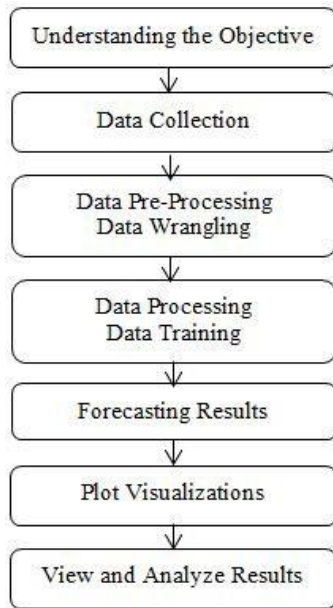 Understanding the Objective
Data Collection
Data Pre-Processing
Data Wrangling
Data Processing
Data Training
Forecasting Results
Plot Visualizations
View and Analyze Results